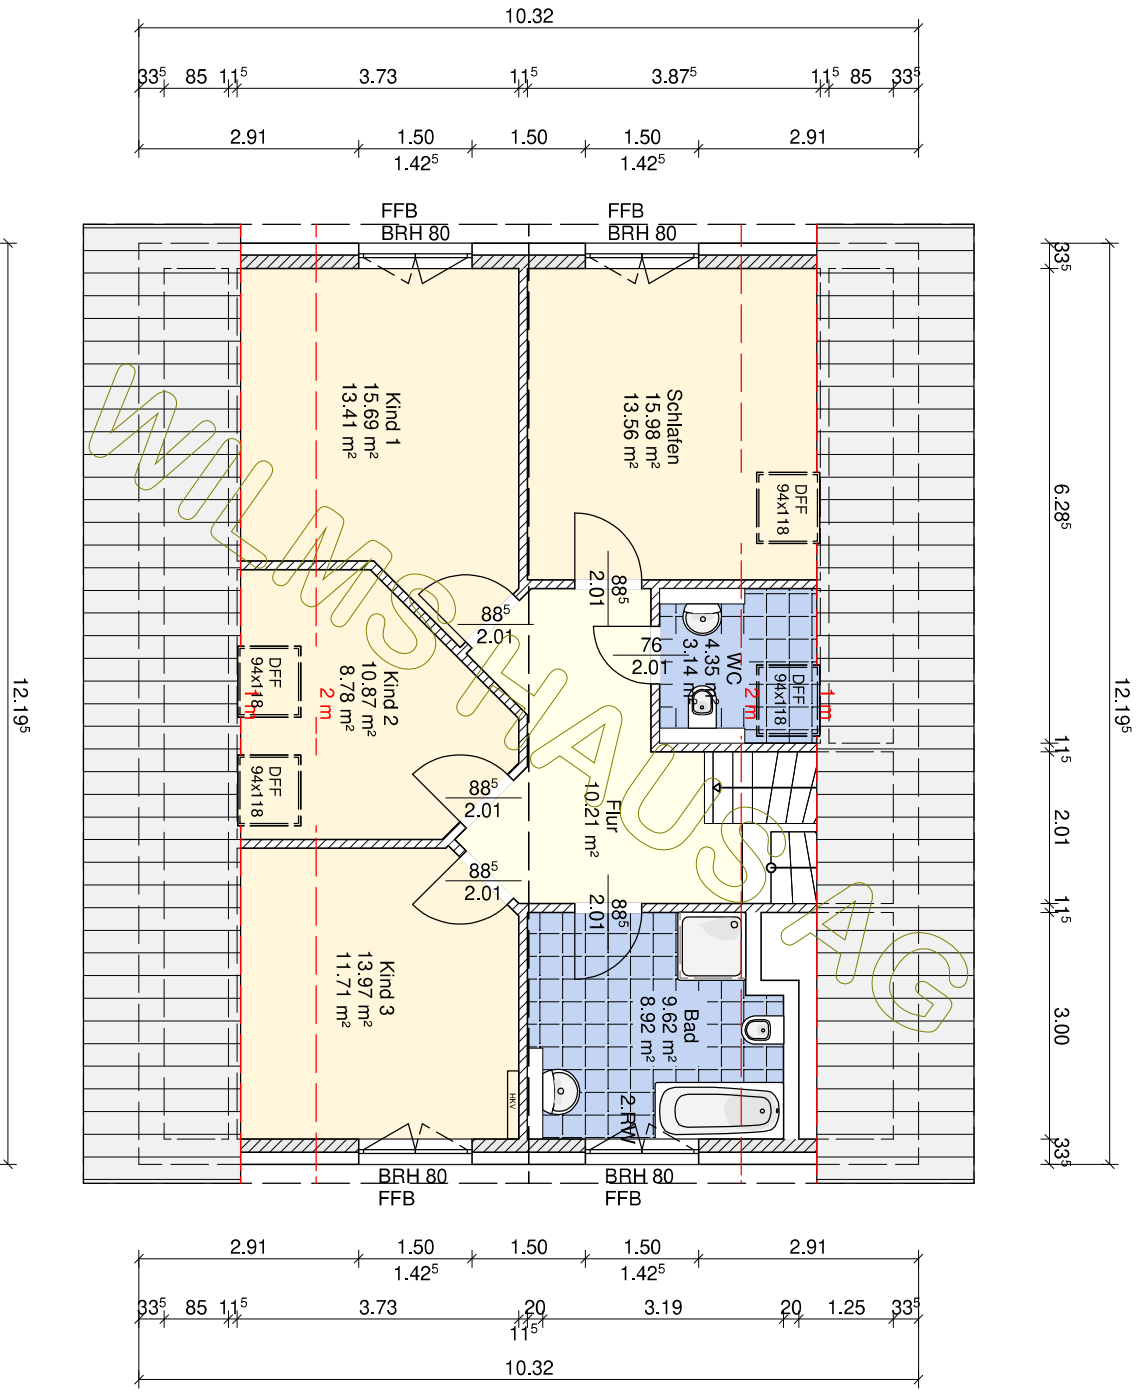 10.32
33⁵ 85 11⁵ 3.73 11⁵ 3.87⁵ 11⁵ 85 33⁵
2.91 1.50 1.50 1.50 2.91
1.42⁵ 1.42⁵
FFB FFB
BRH 80 BRH 80
33⁵
Kind 1
15.69 m²
13.41 m²
Schlafen
15.98 m²
13.56 m²
DFF
94x118
6.28⁵
88⁵
2.01
88⁵
2.01
76
2.01
WC
4.35 m²
3.14 m²
DFF
94x118
DFF
94x118
1 m
2 m
Kind 2
10.87 m²
8.78 m²
2 m
1 m
12.19⁵
12.19⁵
11⁵
DFF
94x118
88⁵
2.01
Flur
10.21 m²
2.01
88⁵
2.01
88⁵
2.01
11⁵
Kind 3
13.97 m²
11.71 m²
Bad
9.62 m²
8.92 m²
3.00
HKV
2.RW
33⁵
BRH 80 BRH 80
FFB FFB
2.91 1.50 1.50 1.50 2.91
1.42⁵ 1.42⁵
33⁵ 85 11⁵ 3.73 20 3.19 20 1.25 33⁵
11⁵
10.32
WILMS HAUS AG